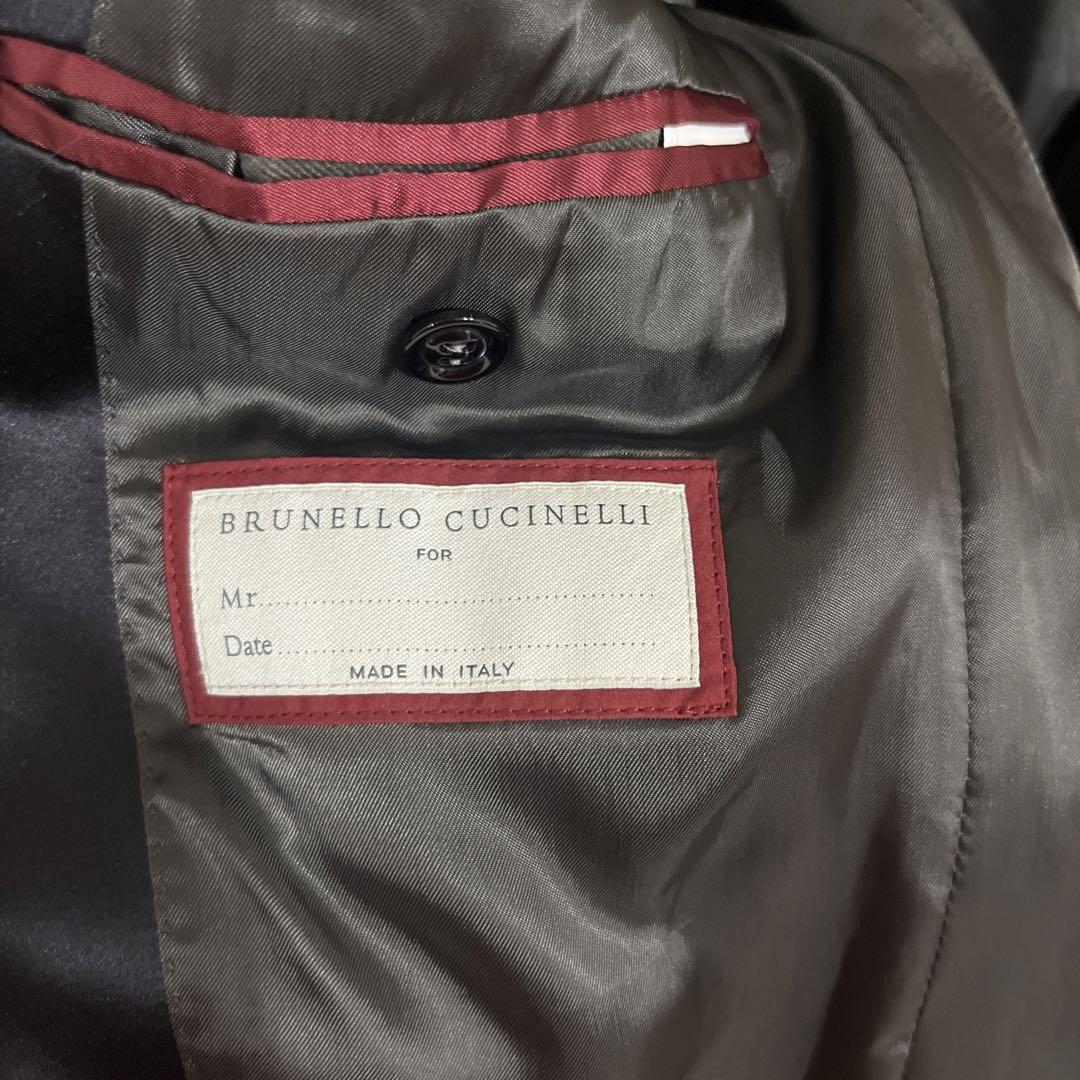 BRUNELLO CUCINELLI
FOR
Mr........................................
Date......................................
MADE IN ITALY